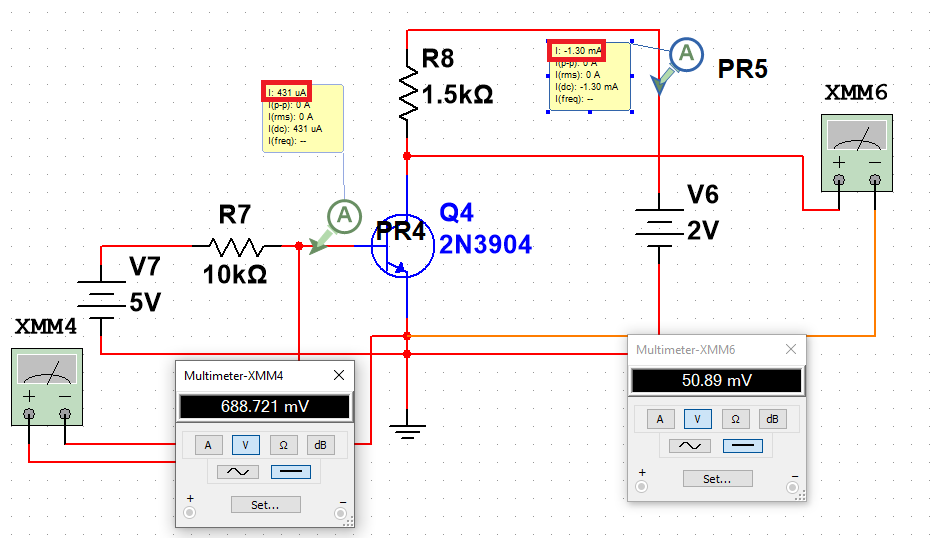 R8
1.5kΩ
I: -1.30 mA
I(p-p): 0 A
I(rms): 0 A
I(dc): -1.30 mA
I(freq): --
A
PR5
XMM6
+ −
I: 431 uA
I(p-p): 0 A
I(rms): 0 A
I(dc): 431 uA
I(freq): --
A
PR4
Q4
2N3904
V6
2V
R7
10kΩ
V7
5V
XMM4
+ −
Multimeter-XMM4
688.721 mV
A V Ω dB
+ Set... −
Multimeter-XMM6
50.89 mV
A V Ω dB
+ Set... −